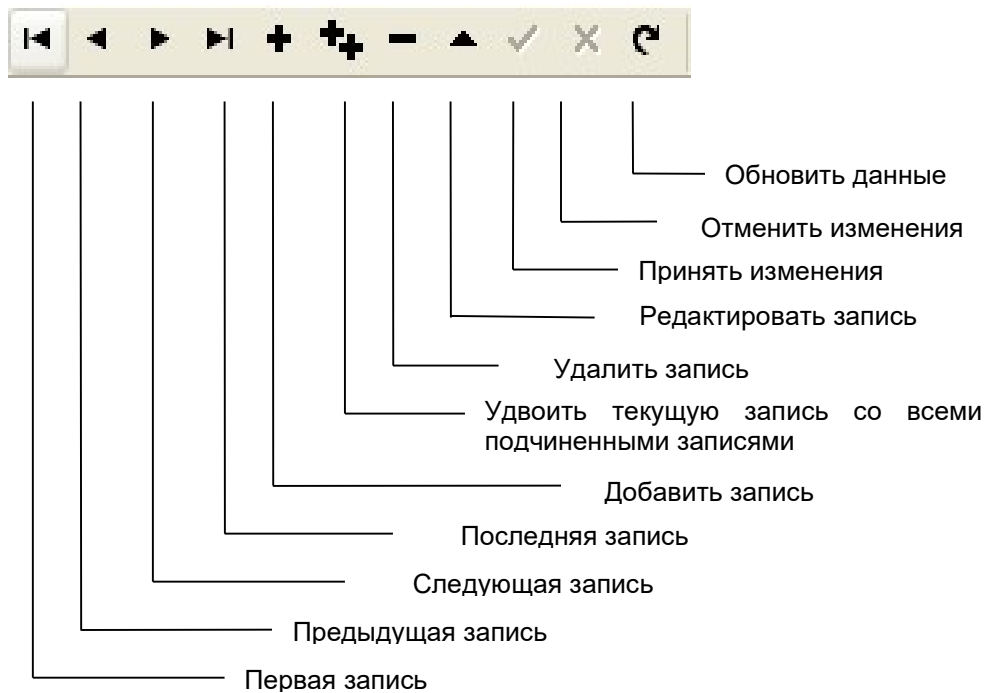 Обновить данные
Отменить изменения
Принять изменения
Редактировать запись
Удалить запись
Удвоить текущую запись со всеми
подчиненными записями
Добавить запись
Последняя запись
Следующая запись
Предыдущая запись
Первая запись